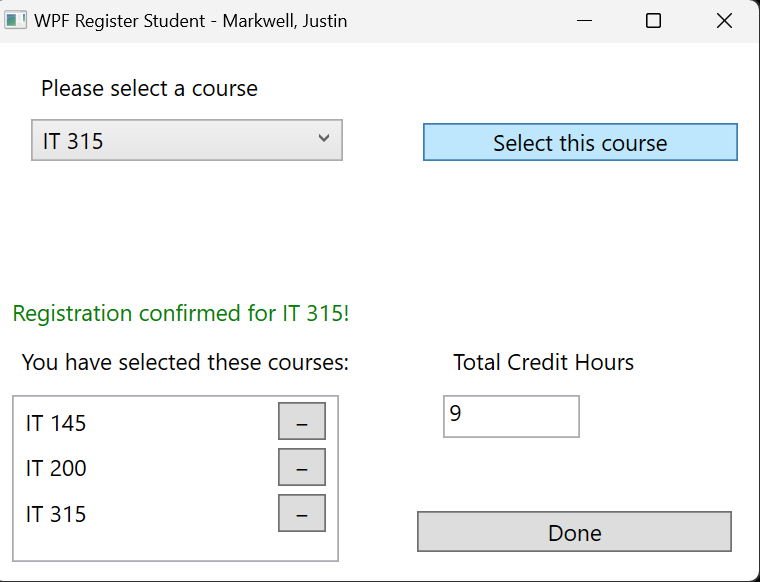 WPF Register Student - Markwell, Justin
Please select a course
IT 315
Select this course
Registration confirmed for IT 315!
You have selected these courses:
Total Credit Hours
IT 145 –
9
IT 200 –
IT 315 –
Done